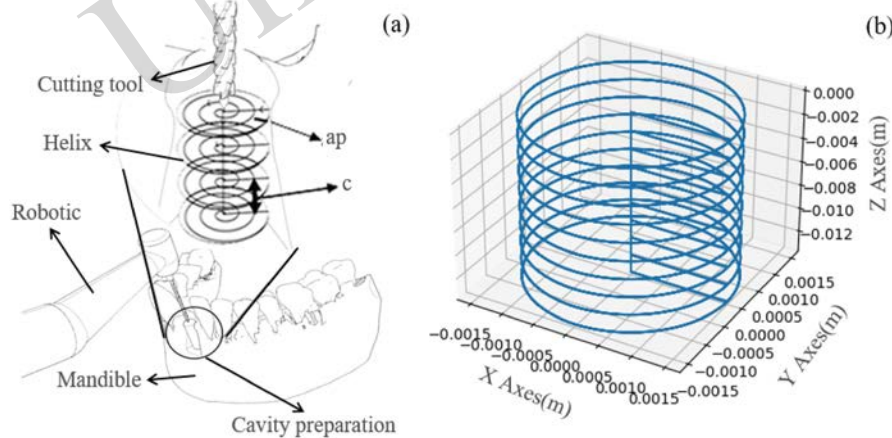 (a)
Cutting tool
ap
Helix
c
Robotic
Mandible
Cavity preparation
(b)
0.000
−0.002
−0.004
−0.006
−0.008
−0.010
−0.012
Z Axes(m)
0.0015
0.0010
0.0005
0.0000
−0.0005
−0.0010
−0.0015
Y Axes(m)
−0.0015
−0.0010
−0.0005
0.0000
0.0005
0.0010
0.0015
X Axes(m)